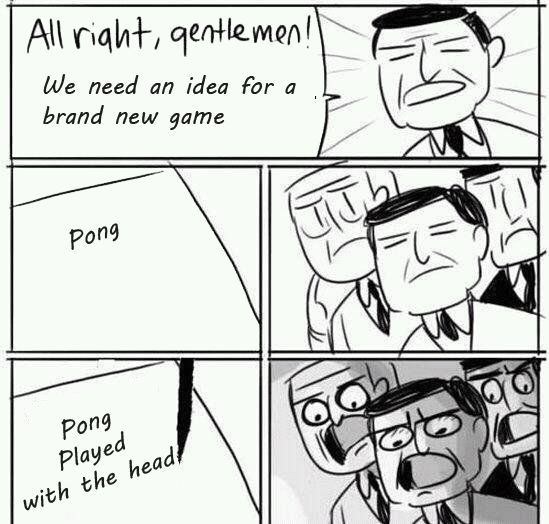 All right, gentlemen!
We need an idea for a
brand new game
Pong
Pong
Played
with the head